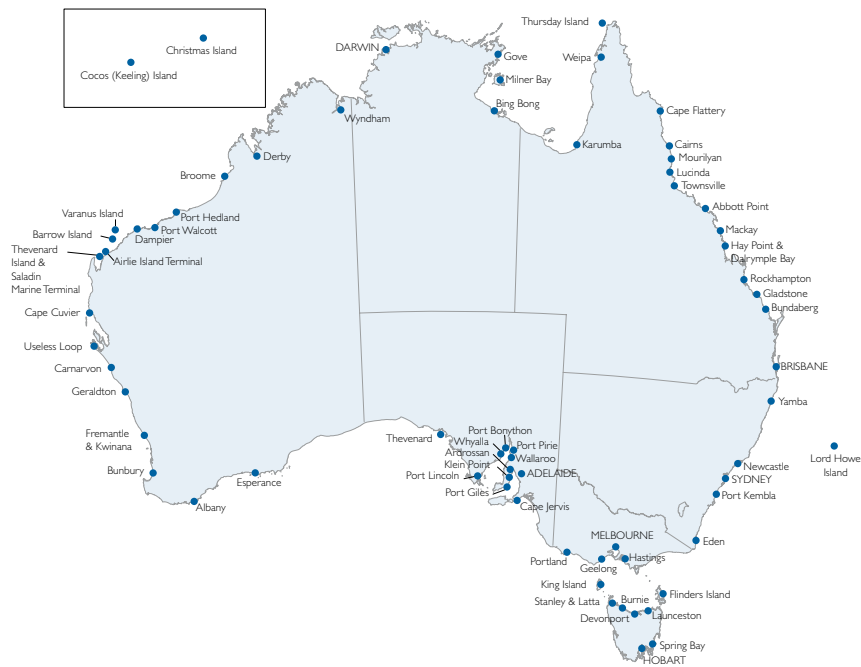 Christmas Island
Cocos (Keeling) Island
Thursday Island
DARWIN
Gove
Weipa
Milner Bay
Bing Bong
Wyndham
Cape Flattery
Karumba
Cairns
Mourilyan
Derby
Lucinda
Broome
Townsville
Abbott Point
Varanus Island
Port Hedland
Port Walcott
Barrow Island
Dampier
Mackay
Thevenard
Island &
Saladin
Marine Terminal
Airlie Island Terminal
Hay Point &
Dalrymple Bay
Rockhampton
Gladstone
Bundaberg
Cape Cuvier
Useless Loop
Carnarvon
BRISBANE
Geraldton
Yamba
Fremantle
& Kwinana
Thevenard
Port Bonython
Whyalla
Port Pirie
Ardrossan
Wallaroo
Klein Point
Port Lincoln
ADELAIDE
Port Giles
Cape Jervis
Lord Howe
Island
Newcastle
SYDNEY
Port Kembla
Bunbury
Esperance
Albany
MELBOURNE
Eden
Portland
Geelong
Hastings
King Island
Flinders Island
Stanley & Latta
Burnie
Devonport
Launceston
Spring Bay
HOBART